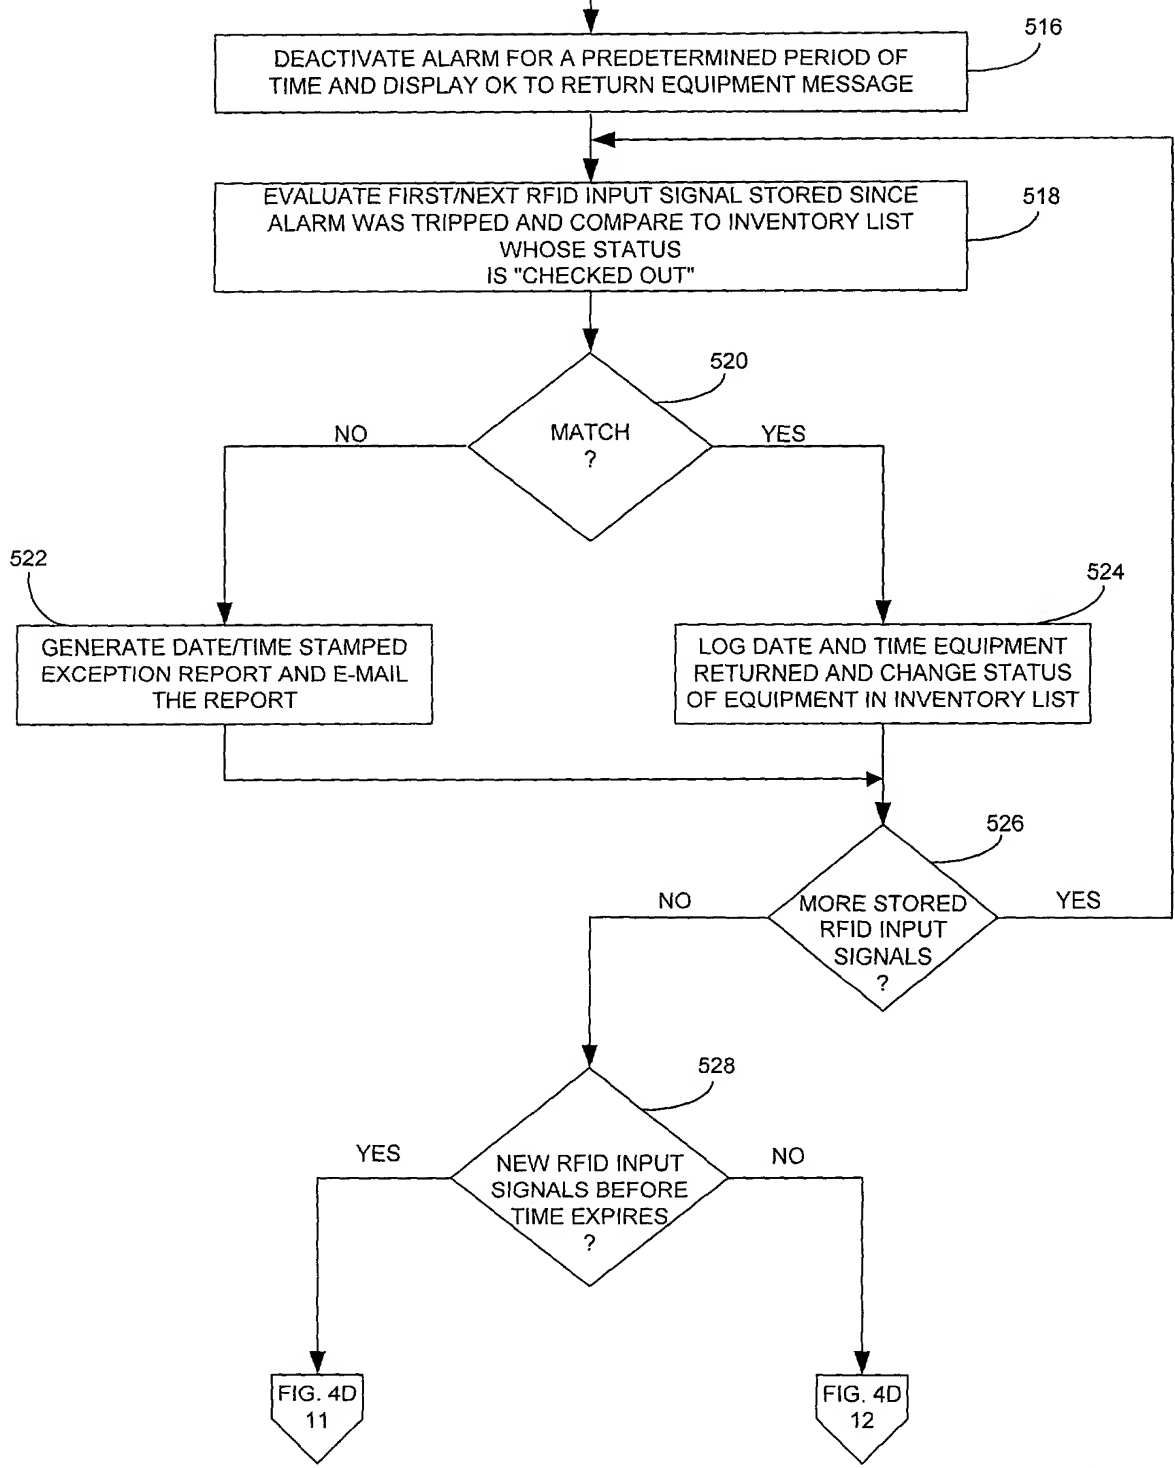 516
DEACTIVATE ALARM FOR A PREDETERMINED PERIOD OF
TIME AND DISPLAY OK TO RETURN EQUIPMENT MESSAGE
518
EVALUATE FIRST/NEXT RFID INPUT SIGNAL STORED SINCE
ALARM WAS TRIPPED AND COMPARE TO INVENTORY LIST
WHOSE STATUS
IS "CHECKED OUT"
520
MATCH
?
NO
YES
522
GENERATE DATE/TIME STAMPED
EXCEPTION REPORT AND E-MAIL
THE REPORT
524
LOG DATE AND TIME EQUIPMENT
RETURNED AND CHANGE STATUS
OF EQUIPMENT IN INVENTORY LIST
526
NO
YES
MORE STORED
RFID INPUT
SIGNALS
?
528
YES
NO
NEW RFID INPUT
SIGNALS BEFORE
TIME EXPIRES
?
FIG. 4D
11
FIG. 4D
12